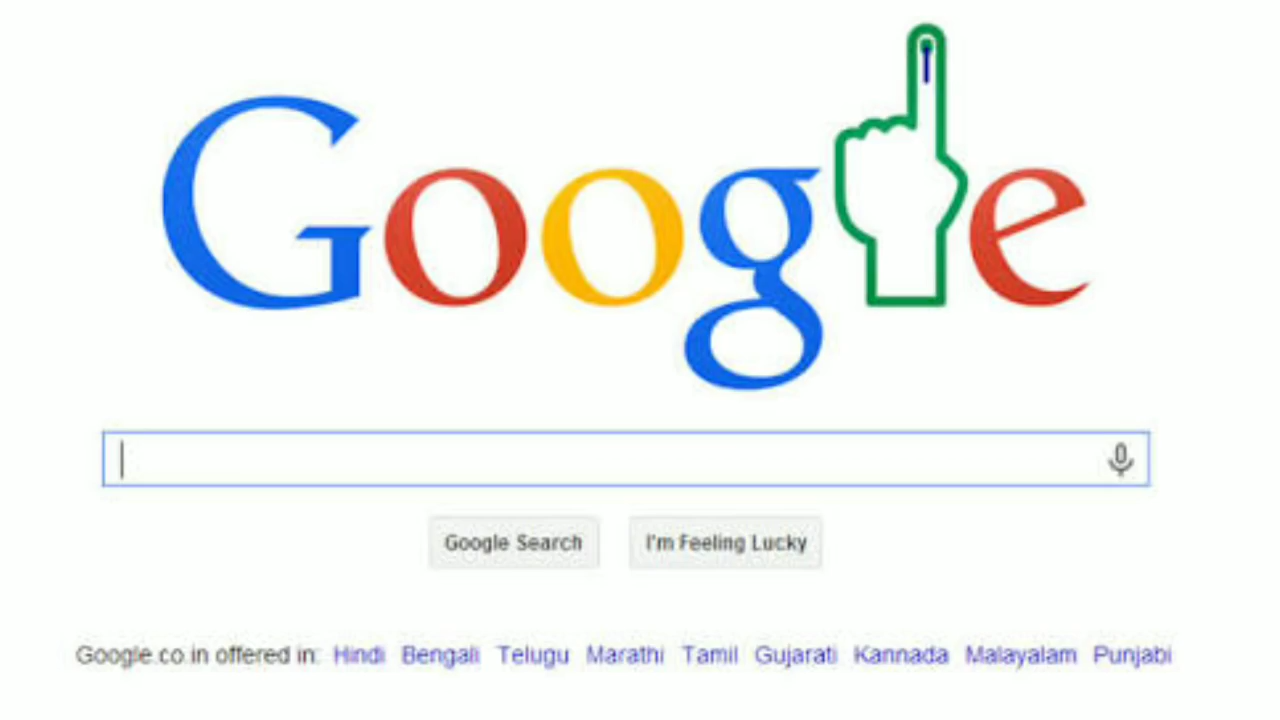 Google
Google Search I'm Feeling Lucky
Google.co.in offered in: Hindi Bengali Telugu Marathi Tamil Gujarati Kannada Malayalam Punjabi